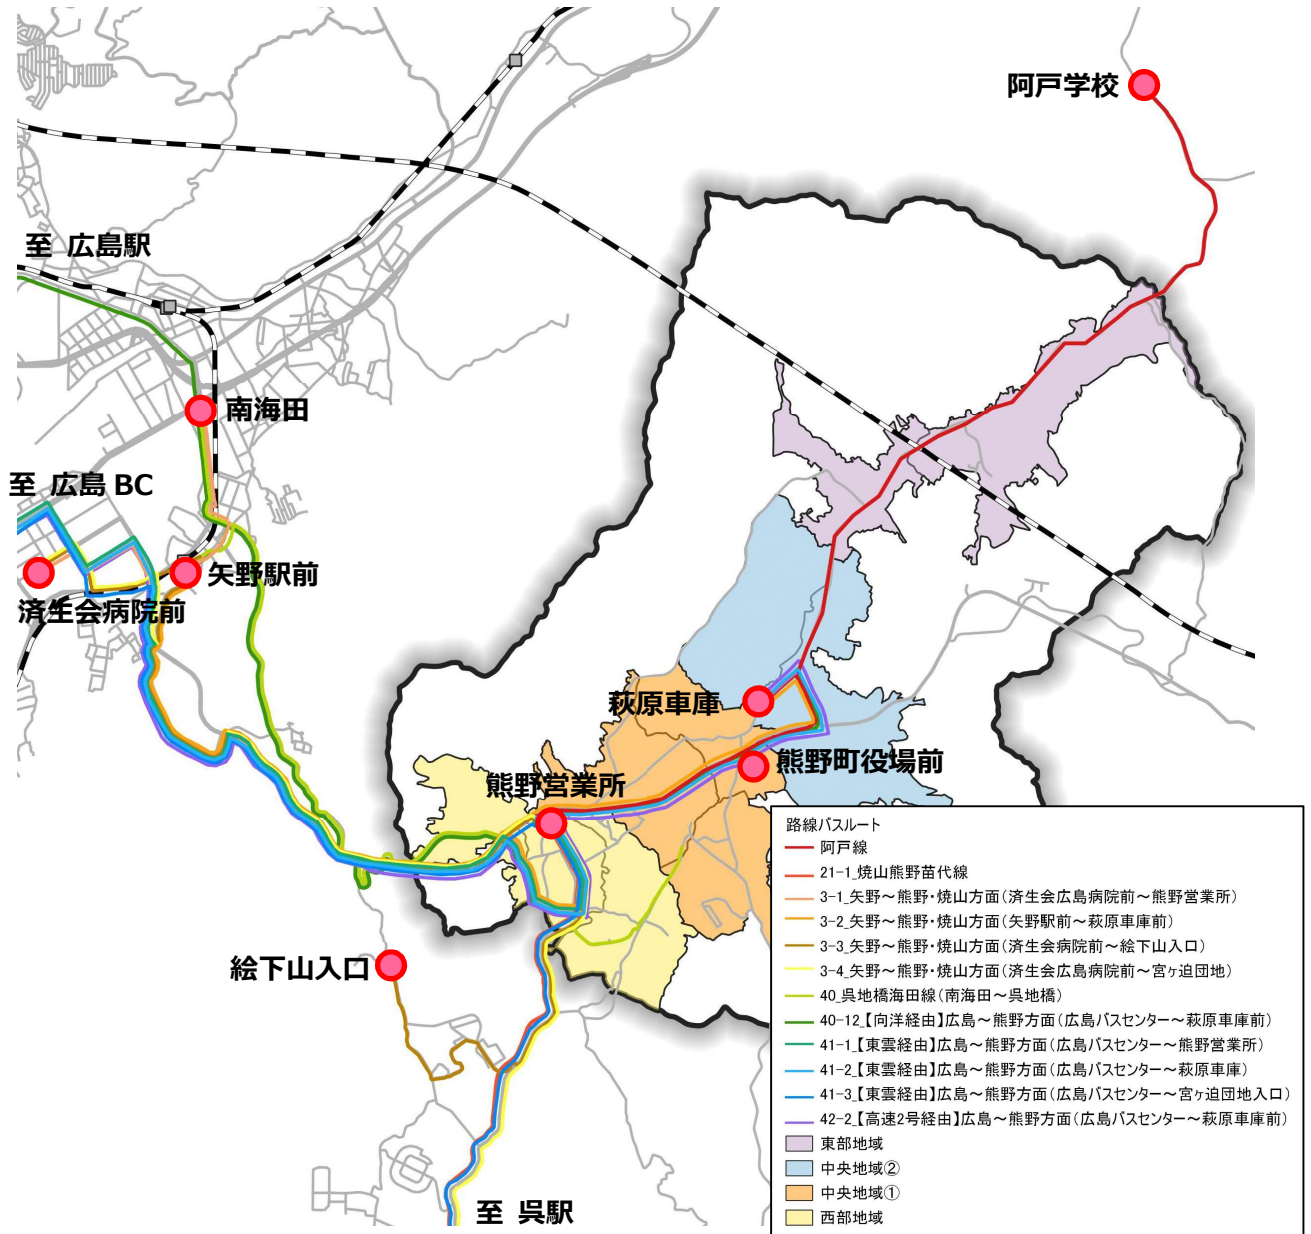 阿戸学校
至 広島駅
南海田
至 広島 BC
矢野駅前
済生会病院前
萩原車庫
熊野町役場前
熊野営業所
絵下山入口
至 呉駅
路線バスルート
阿戸線
21-1_焼山熊野苗代線
3-1_矢野～熊野・焼山方面(済生会広島病院前～熊野営業所)
3-2_矢野～熊野・焼山方面(矢野駅前～萩原車庫前)
3-3_矢野～熊野・焼山方面(済生会病院前～絵下山入口)
3-4_矢野～熊野・焼山方面(済生会広島病院前～宮ヶ迫団地)
40_呉地橋海田線(南海田～呉地橋)
40-12_【向洋経由】広島～熊野方面(広島バスセンター～萩原車庫前)
41-1_【東雲経由】広島～熊野方面(広島バスセンター～熊野営業所)
41-2_【東雲経由】広島～熊野方面(広島バスセンター～萩原車庫)
41-3_【東雲経由】広島～熊野方面(広島バスセンター～宮ヶ迫団地入口)
42-2_【高速2号経由】広島～熊野方面(広島バスセンター～萩原車庫前)
東部地域
中央地域②
中央地域①
西部地域